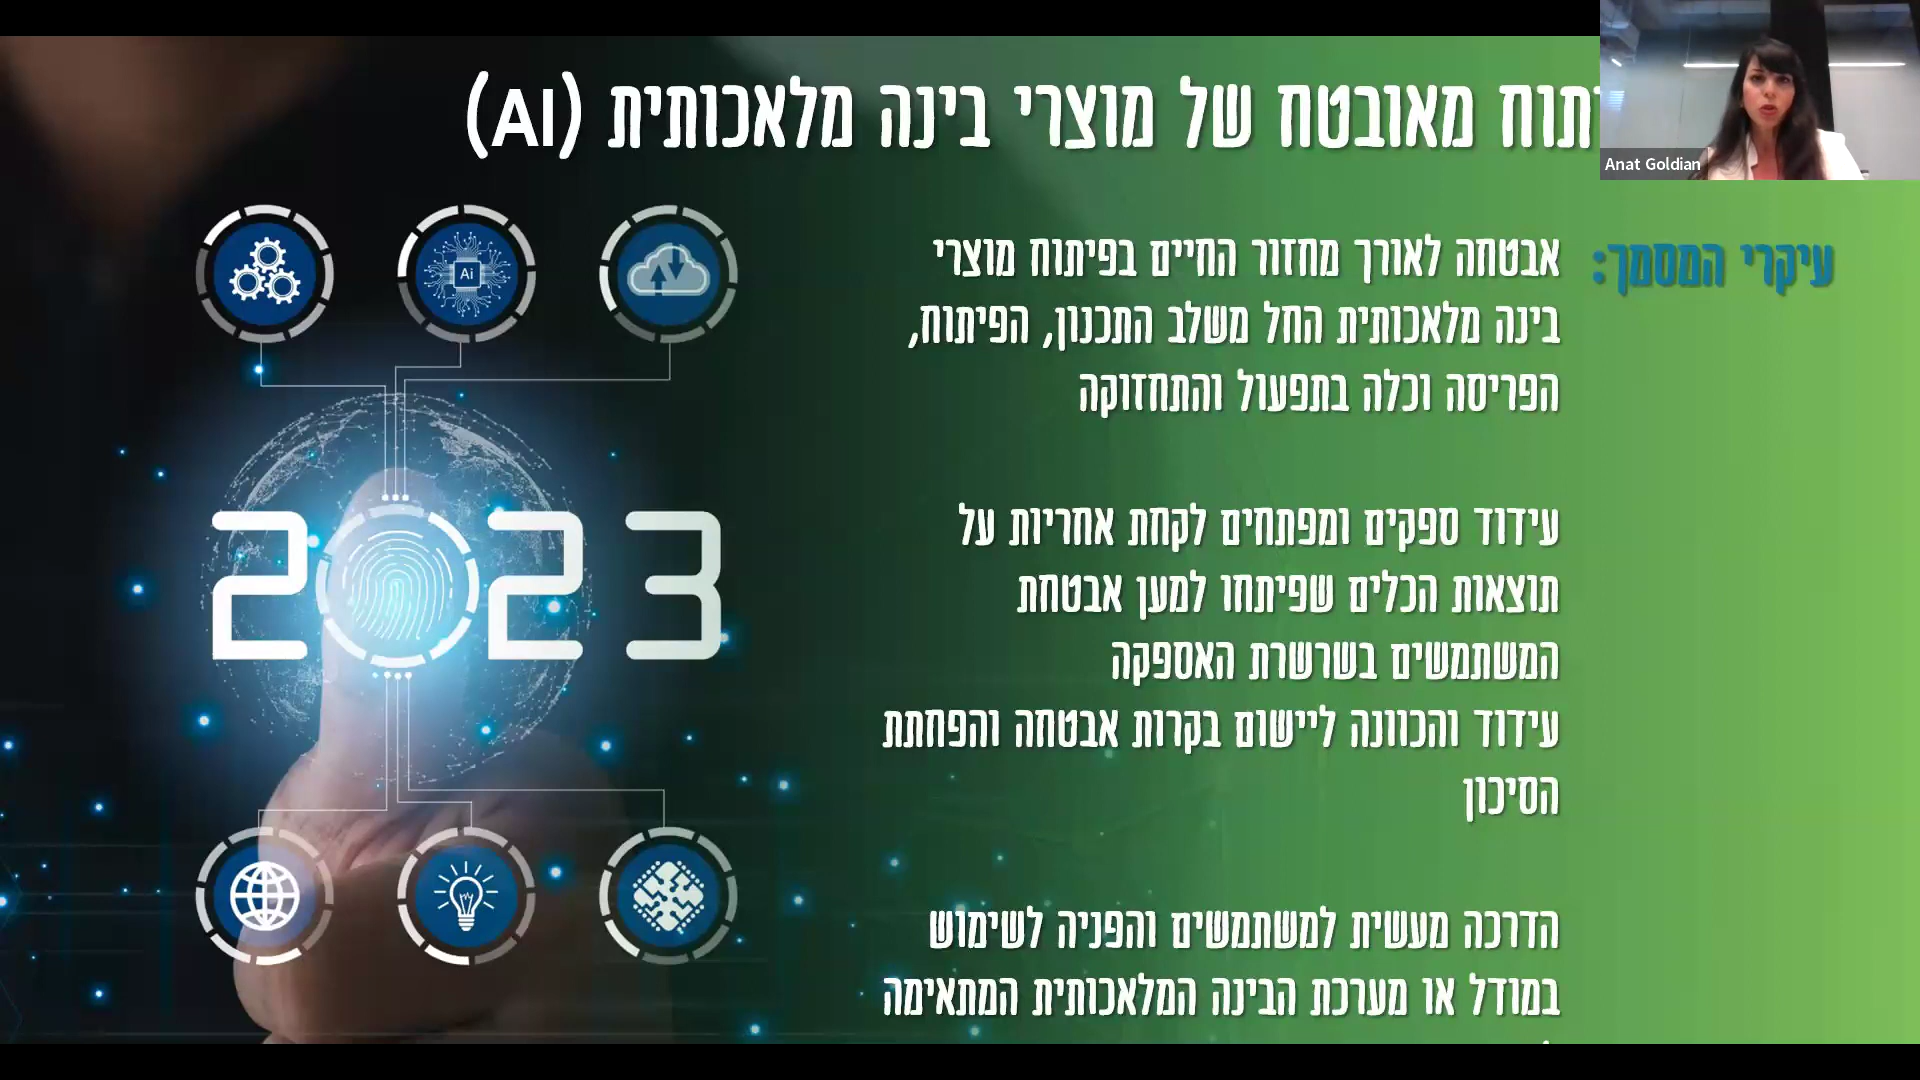 מאובטח של מוצרי בינה מלאכותית (AI)
Anat Goldian
עיקרי המסמך:
אבטחה לאורך מחזור החיים בפיתוח מוצרי
בינה מלאכותית החל משלב התכנון, הפיתוח,
הפריסה וכלה בתפעול והתחזוקה
עידוד ספקים ומפתחים לקחת אחריות על
תוצאות הכלים שפיתחו למען אבטחת
המשתמשים בשרשרת האספקה
עידוד והכוונה ליישום בקרות אבטחה והפחתת
הסיכון
הדרכה מעשית למשתמשים והפניה לשימוש
במודל או מערכת הבינה המלאכותית המתאימה
Ai
2023